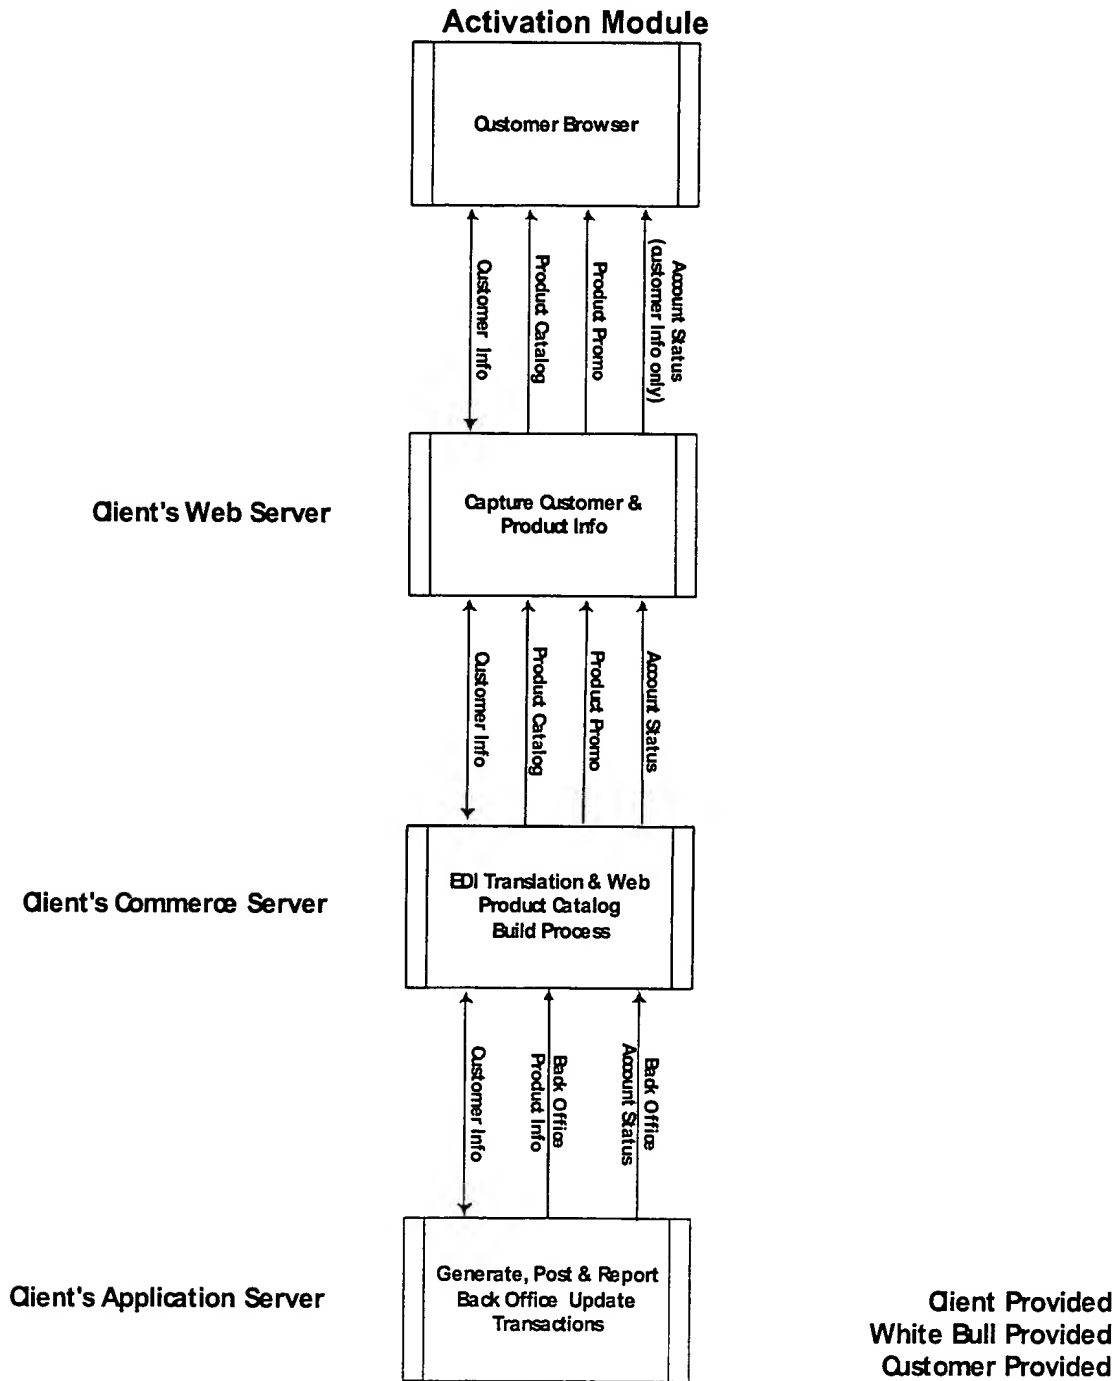 Activation Module
Customer Browser
Customer Info
Product Catalog
Product Promo
Account Status
(customer Info only)
Client's Web Server
Capture Customer &
Product Info
Customer Info
Product Catalog
Product Promo
Account Status
Client's Commerce Server
EDI Translation & Web
Product Catalog
Build Process
Customer Info
Back Office
Product Info
Back Office
Account Status
Client's Application Server
Generate, Post & Report
Back Office Update
Transactions
Client Provided
White Bull Provided
Customer Provided